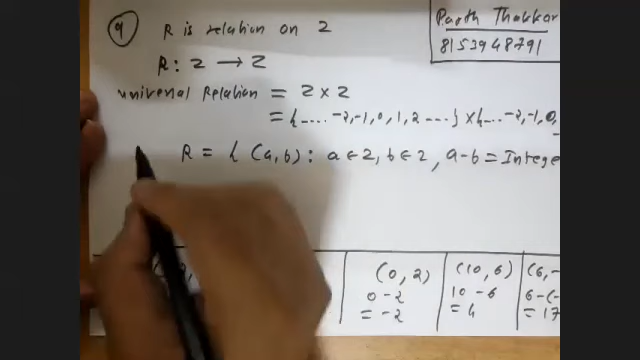 9 R is relation on Z
Parth Thakkar
8153948791
R : Z → Z
universal Relation = Z × Z
= {.... -2, -1, 0, 1, 2 ....} × {... -2, -1, 0,
R = { (a, b) : a ∈ Z, b ∈ Z, a - b = Intege
(0, 2) (10, 6) (6, -
0 - 2 10 - 6 6 - (-
= -2 = 4 = 17